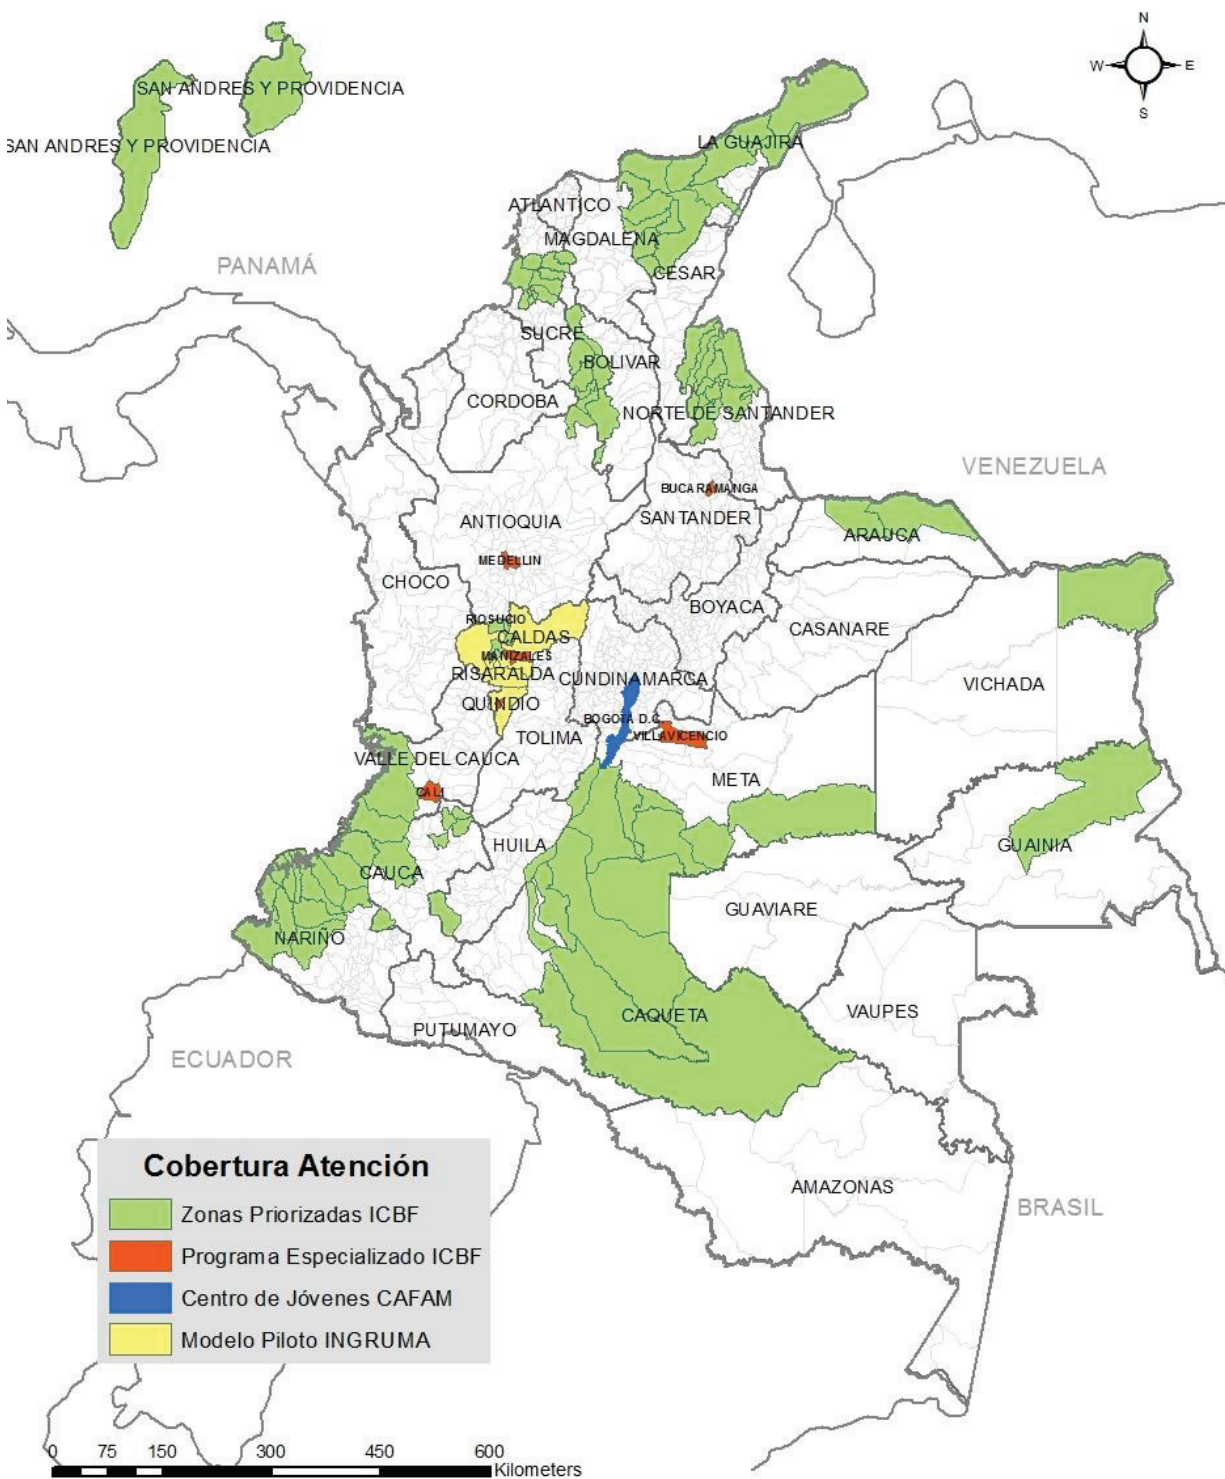 N
W E
S
SAN ANDRES Y PROVIDENCIA
SAN ANDRES Y PROVIDENCIA
LA GUAJIRA
ATLANTICO
MAGDALENA
CESAR
PANAMÁ
SUCRE
BOLIVAR
CORDOBA
NORTE DE SANTANDER
VENEZUELA
BUCARAMANGA
SANTANDER
ANTIOQUIA
ARAUCA
MEDELLIN
CHOCO
BOYACA
RIOSUCIO
CALDAS
CASANARE
MANIZALES
RISARALDA
CUNDINAMARCA
VICHADA
QUINDIO
BOGOTA D.C.
TOLIMA
VILLAVICENCIO
VALLE DEL CAUCA
META
CALI
HUILA
GUAINIA
CAUCA
GUAVIARE
NARIÑO
CAQUETA
VAUPES
PUTUMAYO
ECUADOR
AMAZONAS
BRASIL
Cobertura Atención
Zonas Priorizadas ICBF
Programa Especializado ICBF
Centro de Jóvenes CAFAM
Modelo Piloto INGRUMA
0 75 150 300 450 600
Kilometers